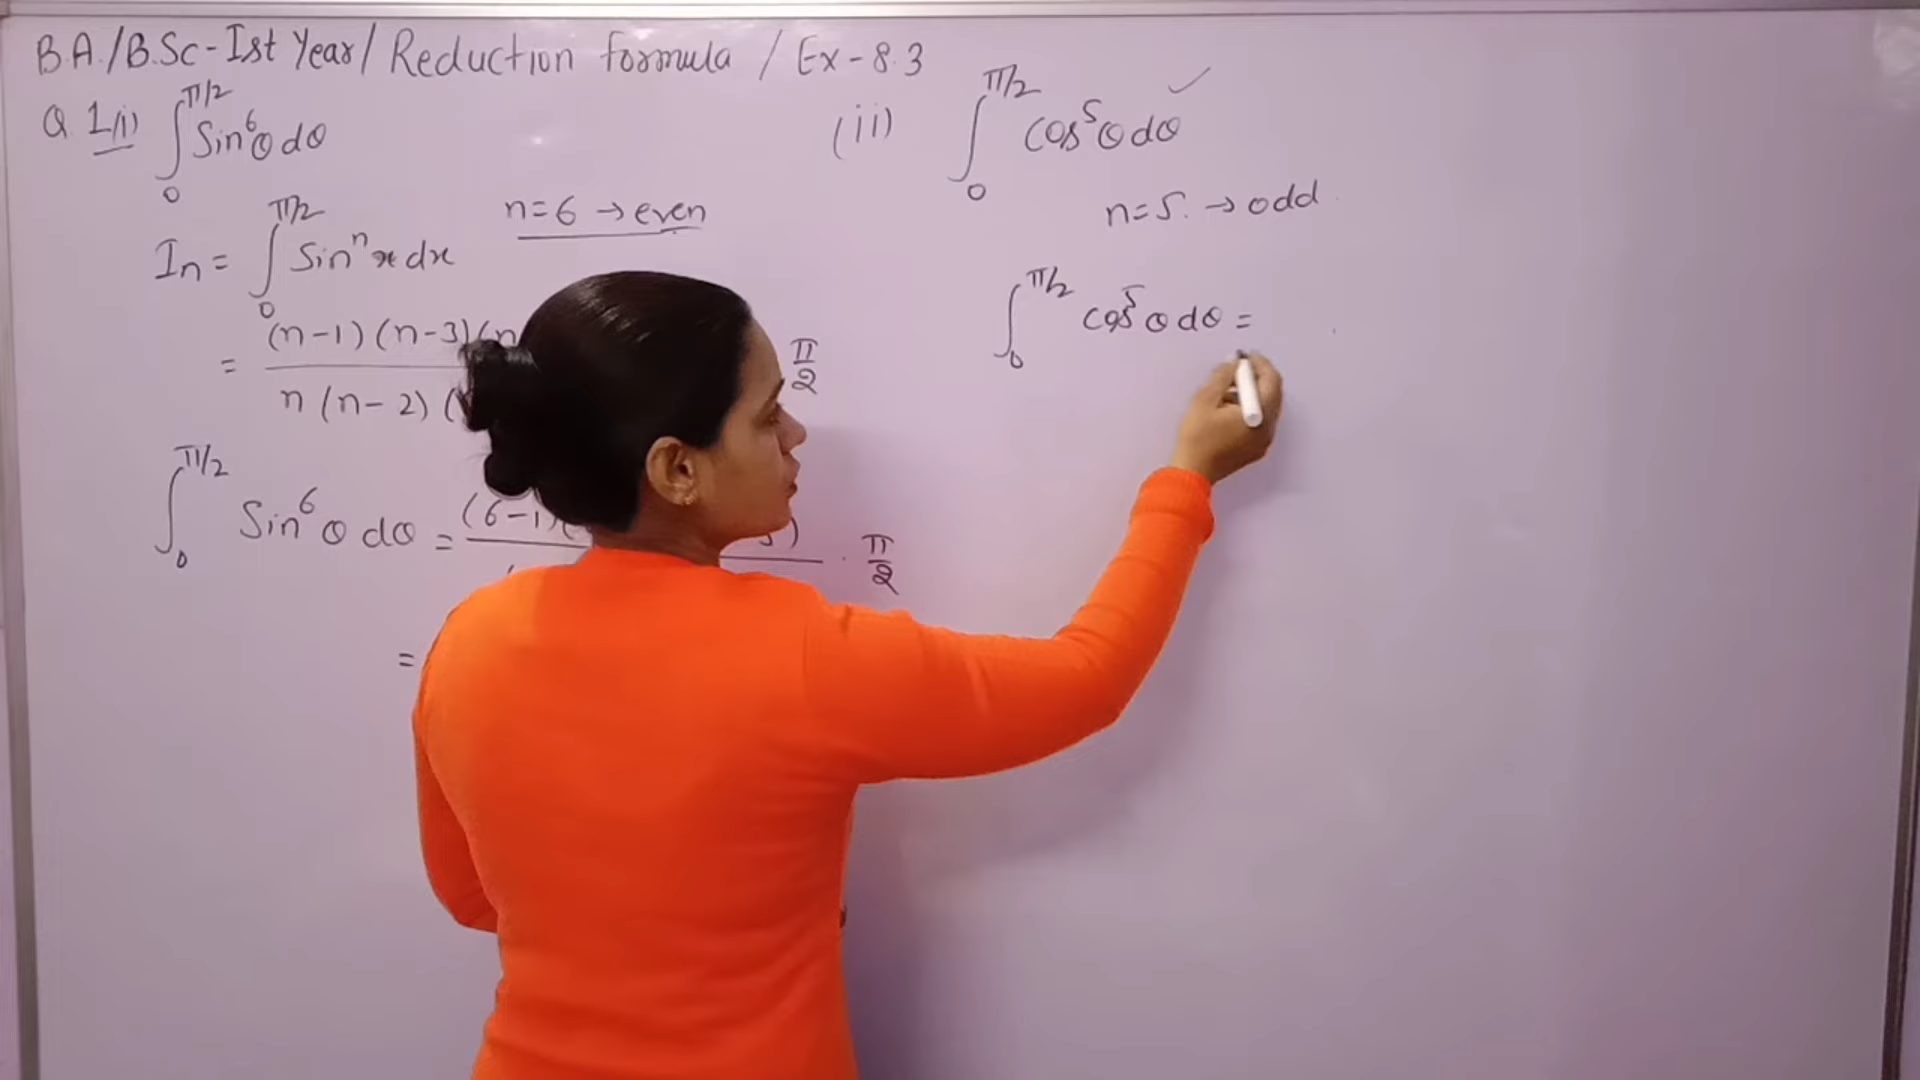 B.A./B.Sc-Ist Year/Reduction formula / Ex-8.3
Q. 1(i) ∫₀^{π/2} Sin⁶θ dθ
Iₙ = ∫₀^{π/2} Sinⁿx dx
n=6 → even
= (n-1)(n-3)(n / n(n-2)( π/2
∫₀^{π/2} Sin⁶θ dθ = (6-1)( 5) / · π/2
=
(ii) ∫₀^{π/2} cos⁵θ dθ ✓
n=5. → odd
∫₀^{π/2} cos⁵θ dθ =